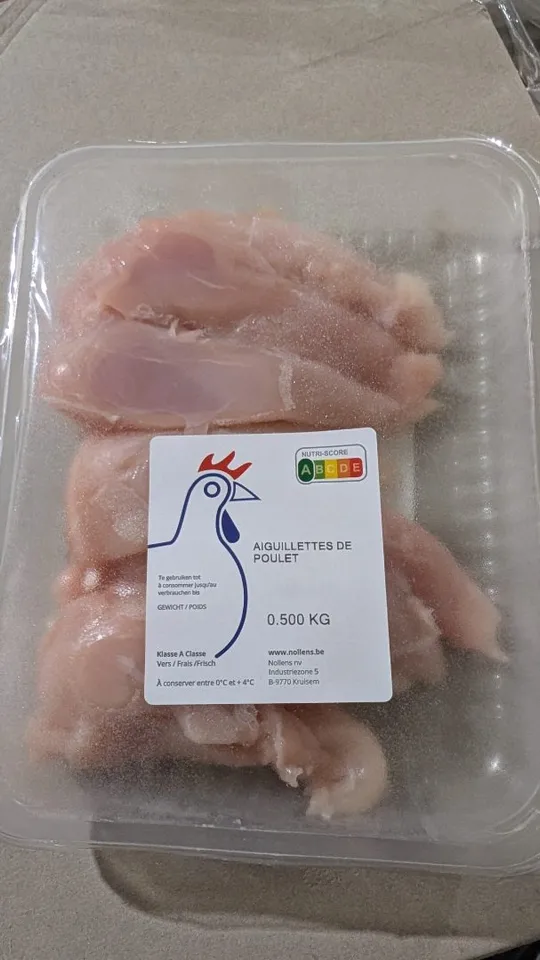 NUTRI-SCORE
A B C D E
AIGUILLETTES DE
POULET
Te gebruiken tot
à consommer jusqu'au
verbrauchen bis
GEWICHT / POIDS
0.500 KG
Klasse A Classe
Vers / Frais /Frisch
www.nollens.be
Nollens nv
Industriezone 5
B-9770 Kruisem
À conserver entre 0°C et + 4°C